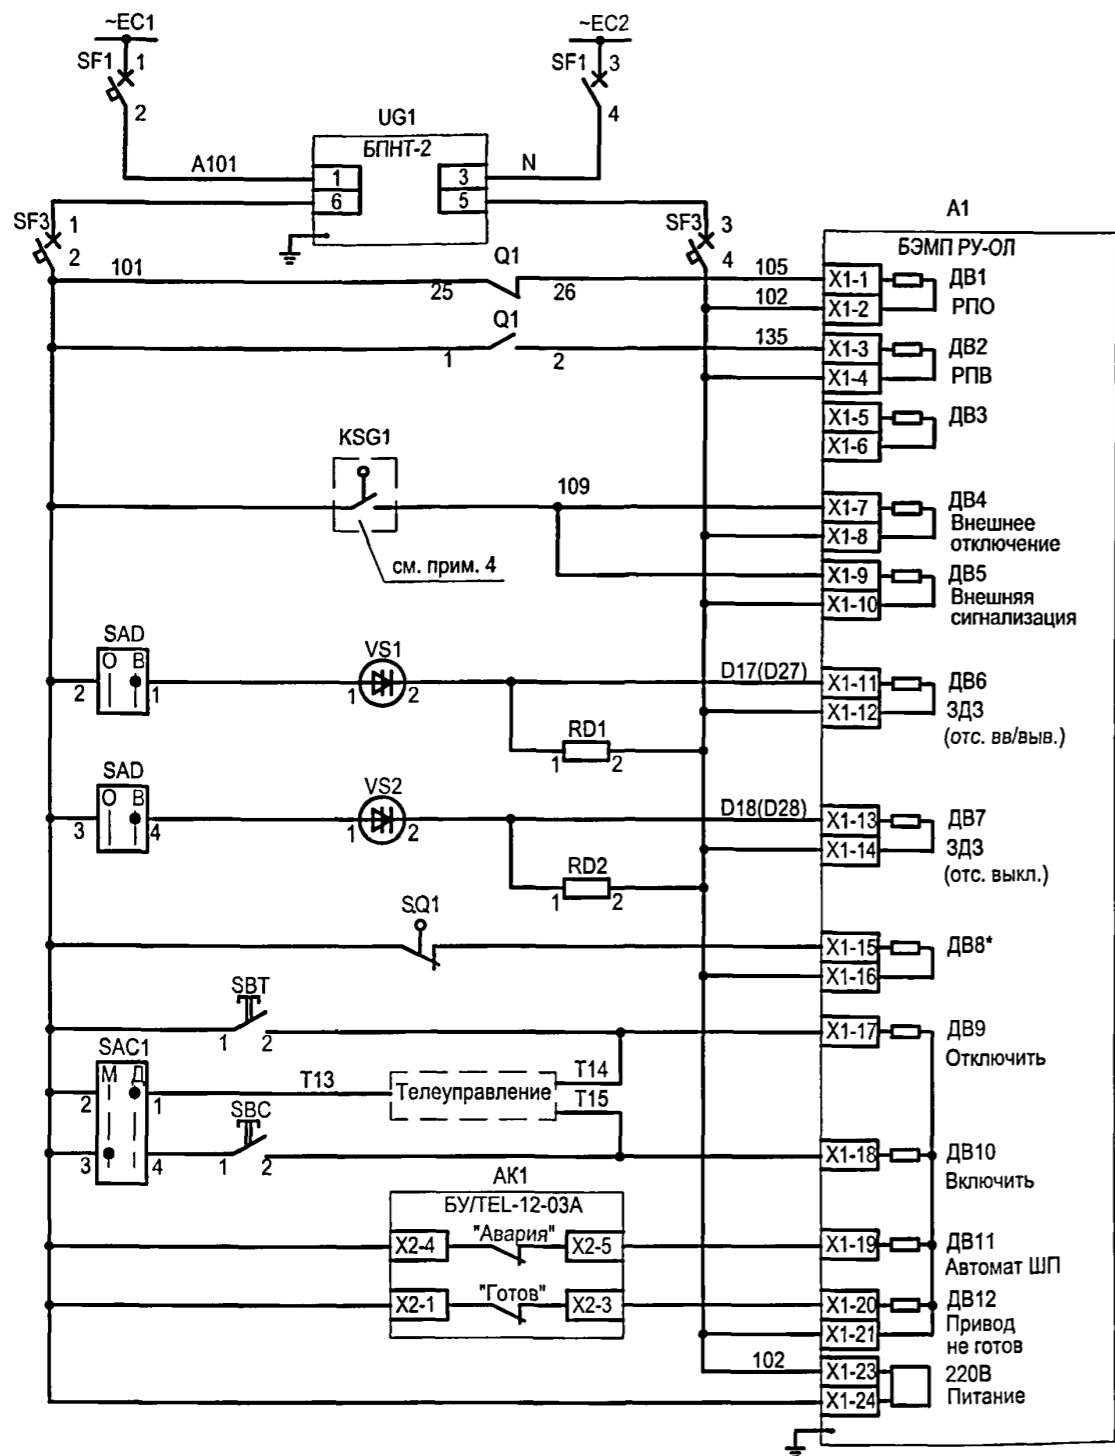 ~EC1
~EC2
SF1 1
2
SF1 3
4
UG1
БПНТ-2
A101
1 3
N
6 5
SF3 1
2
SF3 3
4
A1
БЭМП РУ-ОЛ
101
Q1
25 26
105
X1-1
ДВ1
102
X1-2
РПО
Q1
1 2
135
X1-3
ДВ2
X1-4
РПВ
X1-5
ДВ3
X1-6
KSG1
109
X1-7
ДВ4
Внешнее
X1-8
отключение
см. прим. 4
X1-9
ДВ5
Внешняя
X1-10
сигнализация
SAD
О В
2 1
VS1
1 2
D17(D27)
X1-11
ДВ6
X1-12
ЗДЗ
(отс. вв/выв.)
RD1
1 2
SAD
О В
3 4
VS2
1 2
D18(D28)
X1-13
ДВ7
X1-14
ЗДЗ
(отс. выкл.)
RD2
1 2
SQ1
X1-15
ДВ8*
X1-16
SBT
1 2
X1-17
ДВ9
Отключить
SAC1
М Д
2 1
T13
Телеуправление
T14
T15
3 4
SBC
1 2
X1-18
ДВ10
Включить
АК1
БУ/TEL-12-03А
X2-4
"Авария"
X2-5
X1-19
ДВ11
Автомат ШП
X2-1
"Готов"
X2-3
X1-20
ДВ12
Привод
X1-21
не готов
102
X1-23
220В
X1-24
Питание